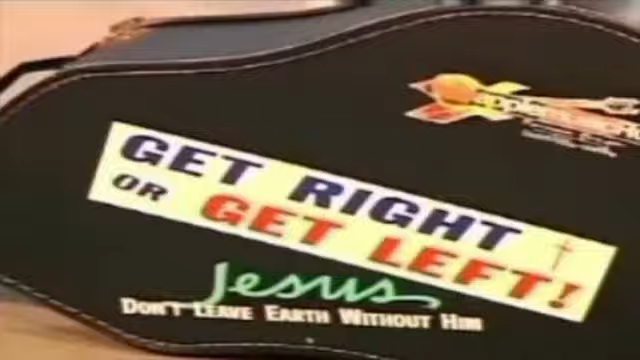 GET RIGHT
OR GET LEFT!
Jesus
DON'T LEAVE EARTH WITHOUT HIM